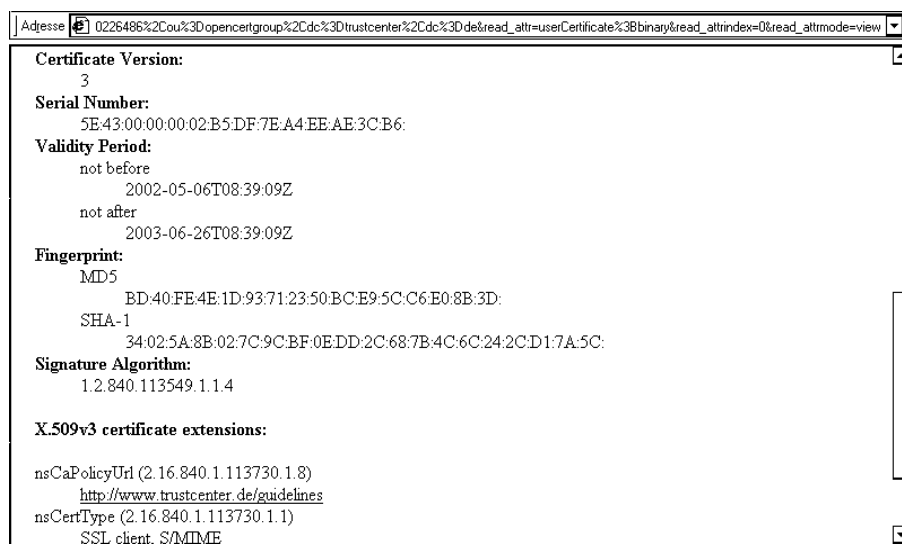 Adresse 0226486%2Cou%3Dopencertgroup%2Cdc%3Dtrustcenter%2Cdc%3Dde&read_attr=userCertificate%3Bbinary&read_attrindex=0&read_attrmode=view
Certificate Version:
3
Serial Number:
5E:43:00:00:00:02:B5:DF:7E:A4:EE:AE:3C:B6:
Validity Period:
not before
2002-05-06T08:39:09Z
not after
2003-06-26T08:39:09Z
Fingerprint:
MD5
BD:40:FE:4E:1D:93:71:23:50:BC:E9:5C:C6:E0:8B:3D:
SHA-1
34:02:5A:8B:02:7C:9C:BF:0E:DD:2C:68:7B:4C:6C:24:2C:D1:7A:5C:
Signature Algorithm:
1.2.840.113549.1.1.4
X.509v3 certificate extensions:
nsCaPolicyUrl (2.16.840.1.113730.1.8)
http://www.trustcenter.de/guidelines
nsCertType (2.16.840.1.113730.1.1)
SSL client, S/MIME